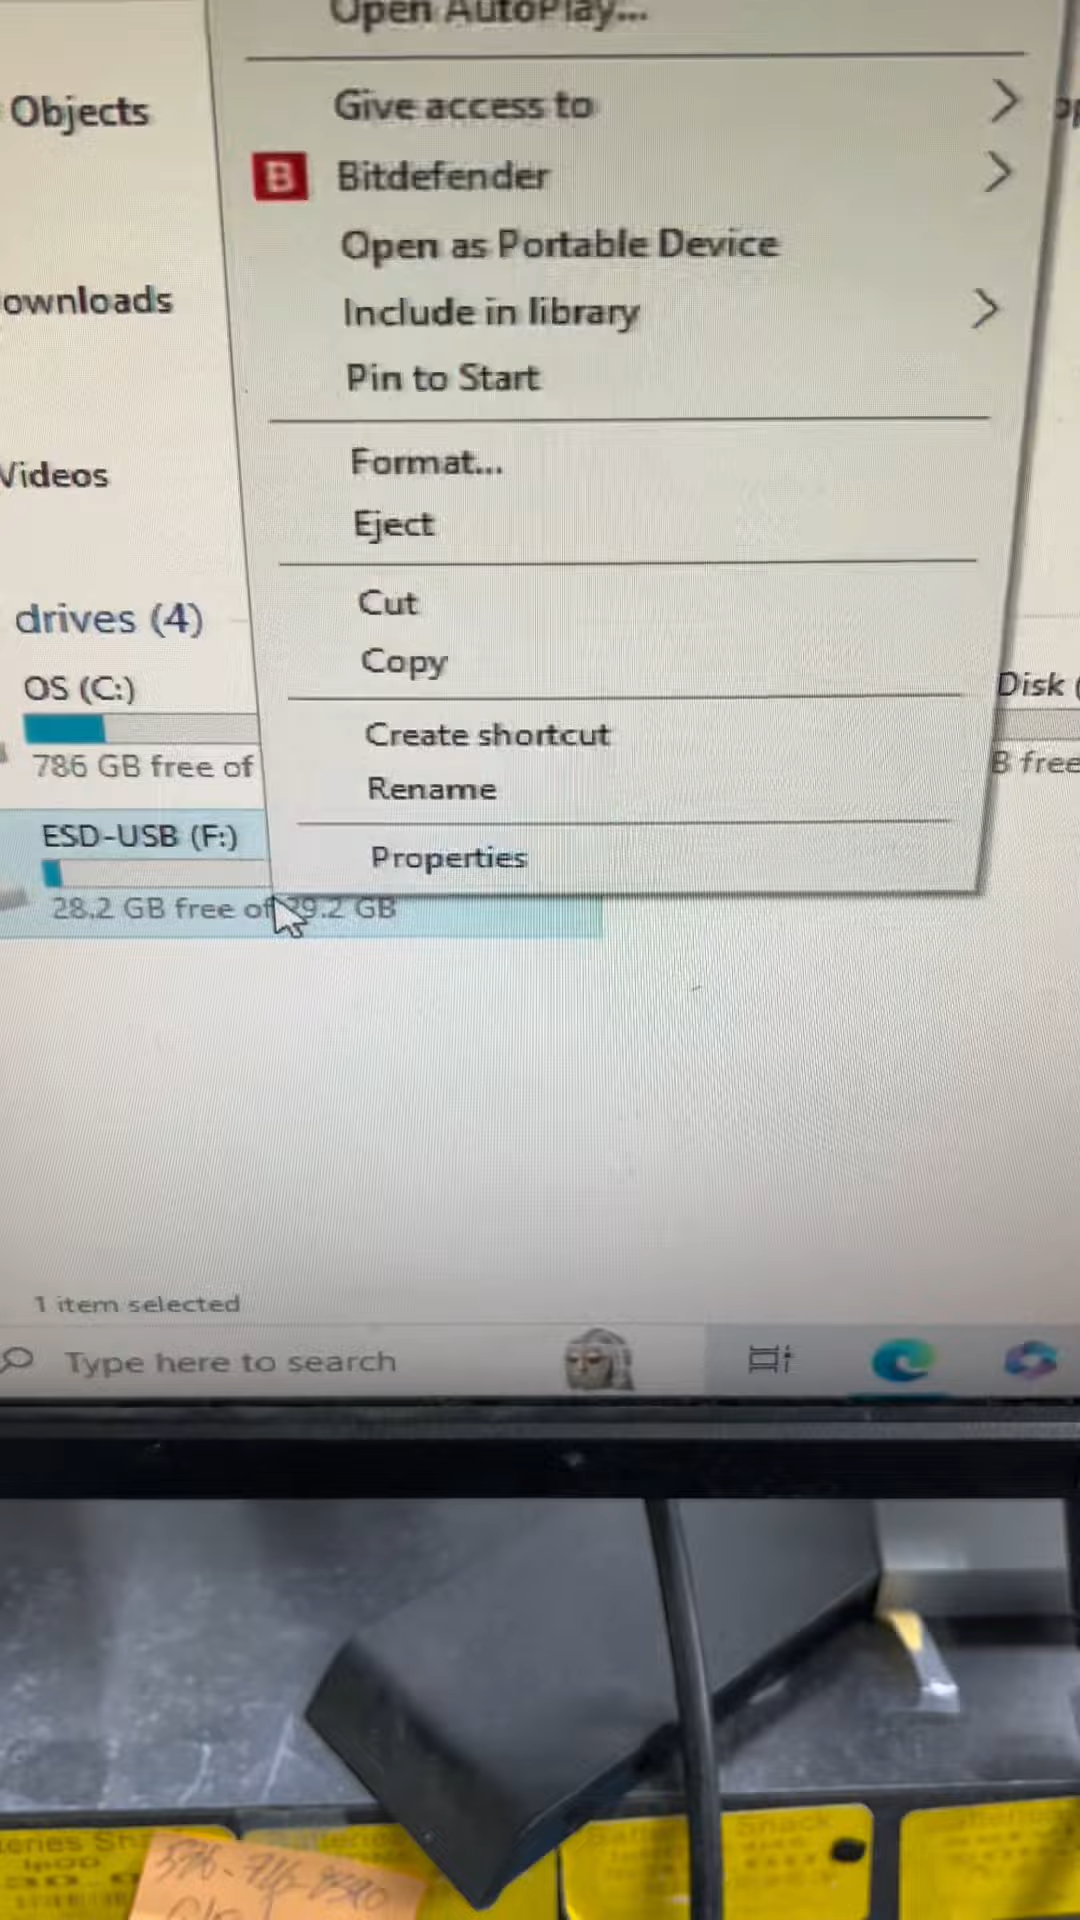 Open AutoPlay...
Objects
Give access to
B Bitdefender
Open as Portable Device
ownloads
Include in library
Pin to Start
Format...
Videos
Eject
Cut
drives (4)
Copy
OS (C:)
Disk (
786 GB free of
B free
Create shortcut
Rename
ESD-USB (F:)
Properties
28.2 GB free of 29.2 GB
1 item selected
Type here to search
Snack